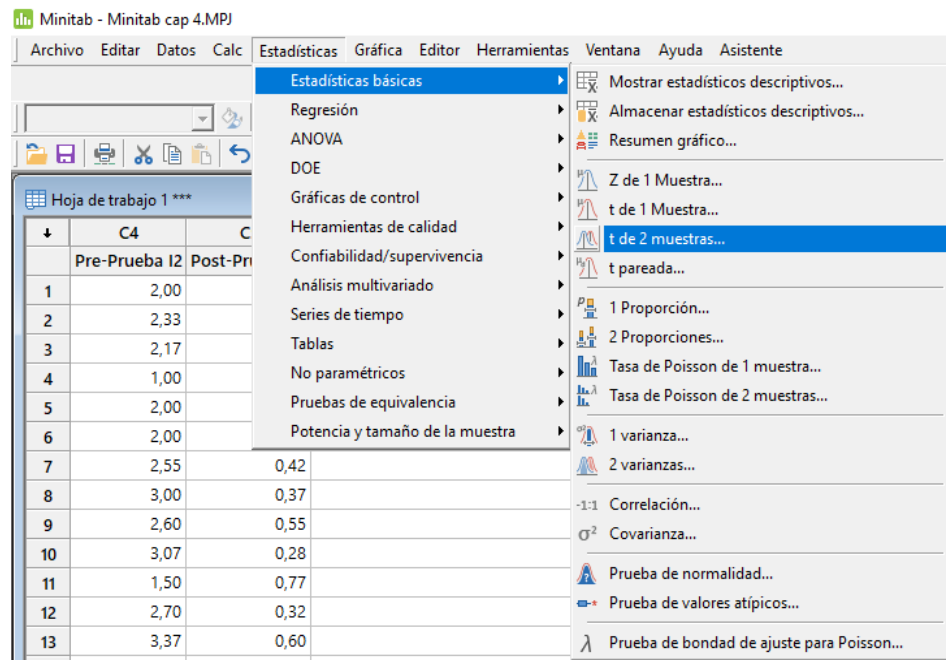 Minitab - Minitab cap 4.MPJ
Archivo Editar Datos Calc Estadísticas Gráfica Editor Herramientas Ventana Ayuda Asistente
Estadísticas básicas
Regresión
ANOVA
DOE
Gráficas de control
Herramientas de calidad
Confiabilidad/supervivencia
Análisis multivariado
Series de tiempo
Tablas
No paramétricos
Pruebas de equivalencia
Potencia y tamaño de la muestra
Mostrar estadísticos descriptivos...
Almacenar estadísticos descriptivos...
Resumen gráfico...
Z de 1 Muestra...
t de 1 Muestra...
t de 2 muestras...
t pareada...
1 Proporción...
2 Proporciones...
Tasa de Poisson de 1 muestra...
Tasa de Poisson de 2 muestras...
1 varianza...
2 varianzas...
Correlación...
Covarianza...
Prueba de normalidad...
Prueba de valores atípicos...
Prueba de bondad de ajuste para Poisson...
Hoja de trabajo 1 ***
C4 C
Pre-Prueba I2 Post-Pru
1 2,00
2 2,33
3 2,17
4 1,00
5 2,00
6 2,00
7 2,55 0,42
8 3,00 0,37
9 2,60 0,55
10 3,07 0,28
11 1,50 0,77
12 2,70 0,32
13 3,37 0,60